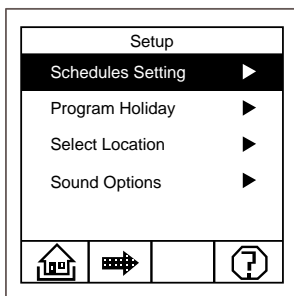 Setup
Schedules Setting
Program Holiday
Select Location
Sound Options
?